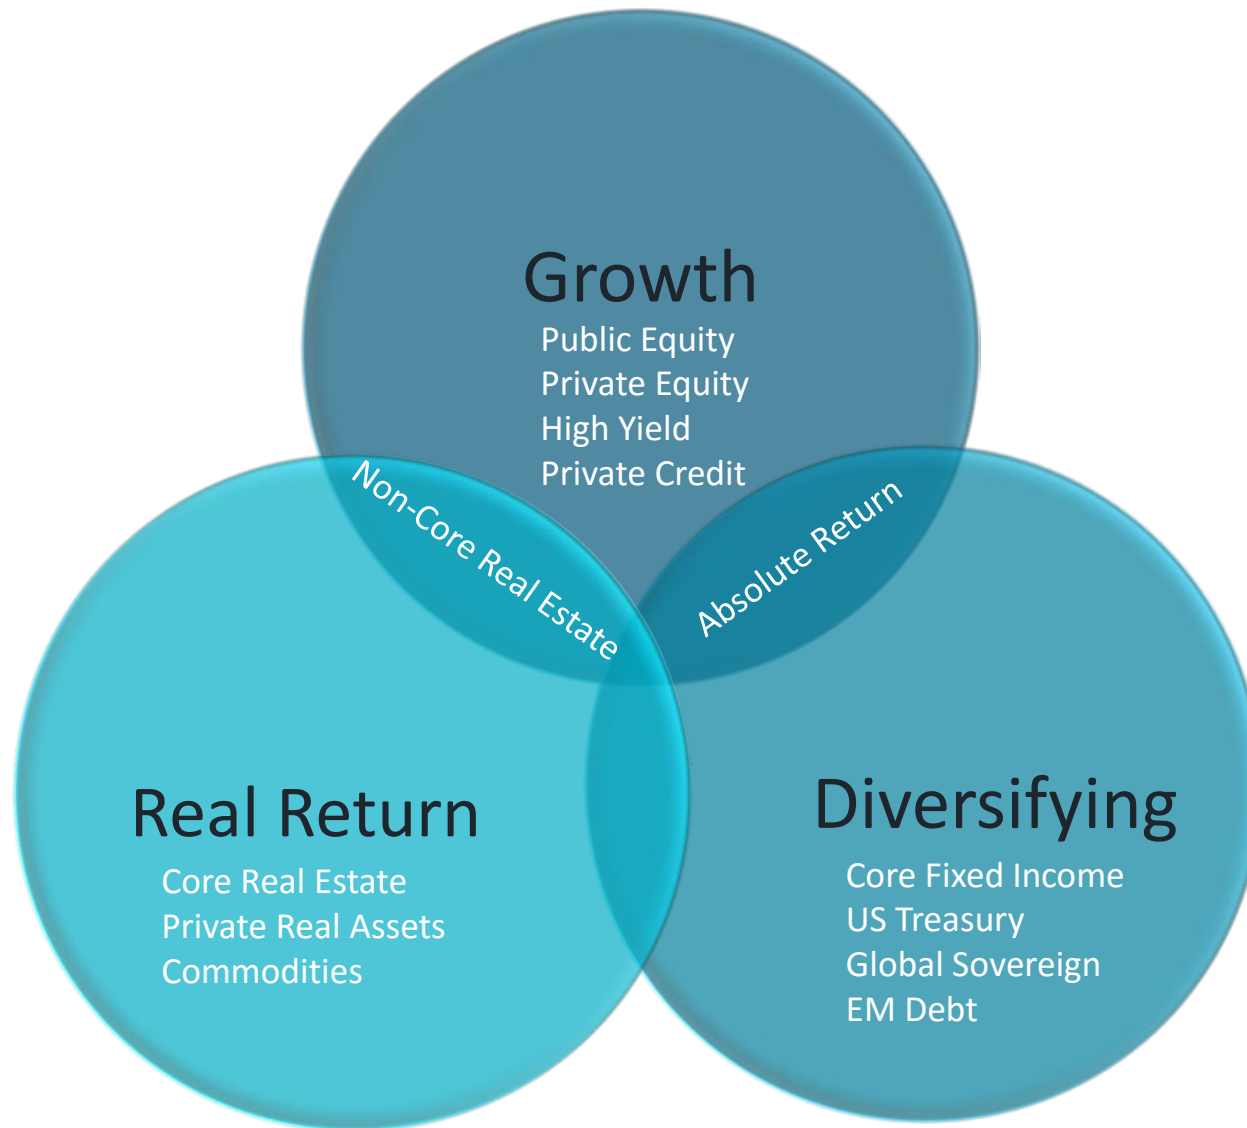 Growth
Public Equity
Private Equity
High Yield
Private Credit
Non-Core Real Estate
Absolute Return
Real Return
Core Real Estate
Private Real Assets
Commodities
Diversifying
Core Fixed Income
US Treasury
Global Sovereign
EM Debt